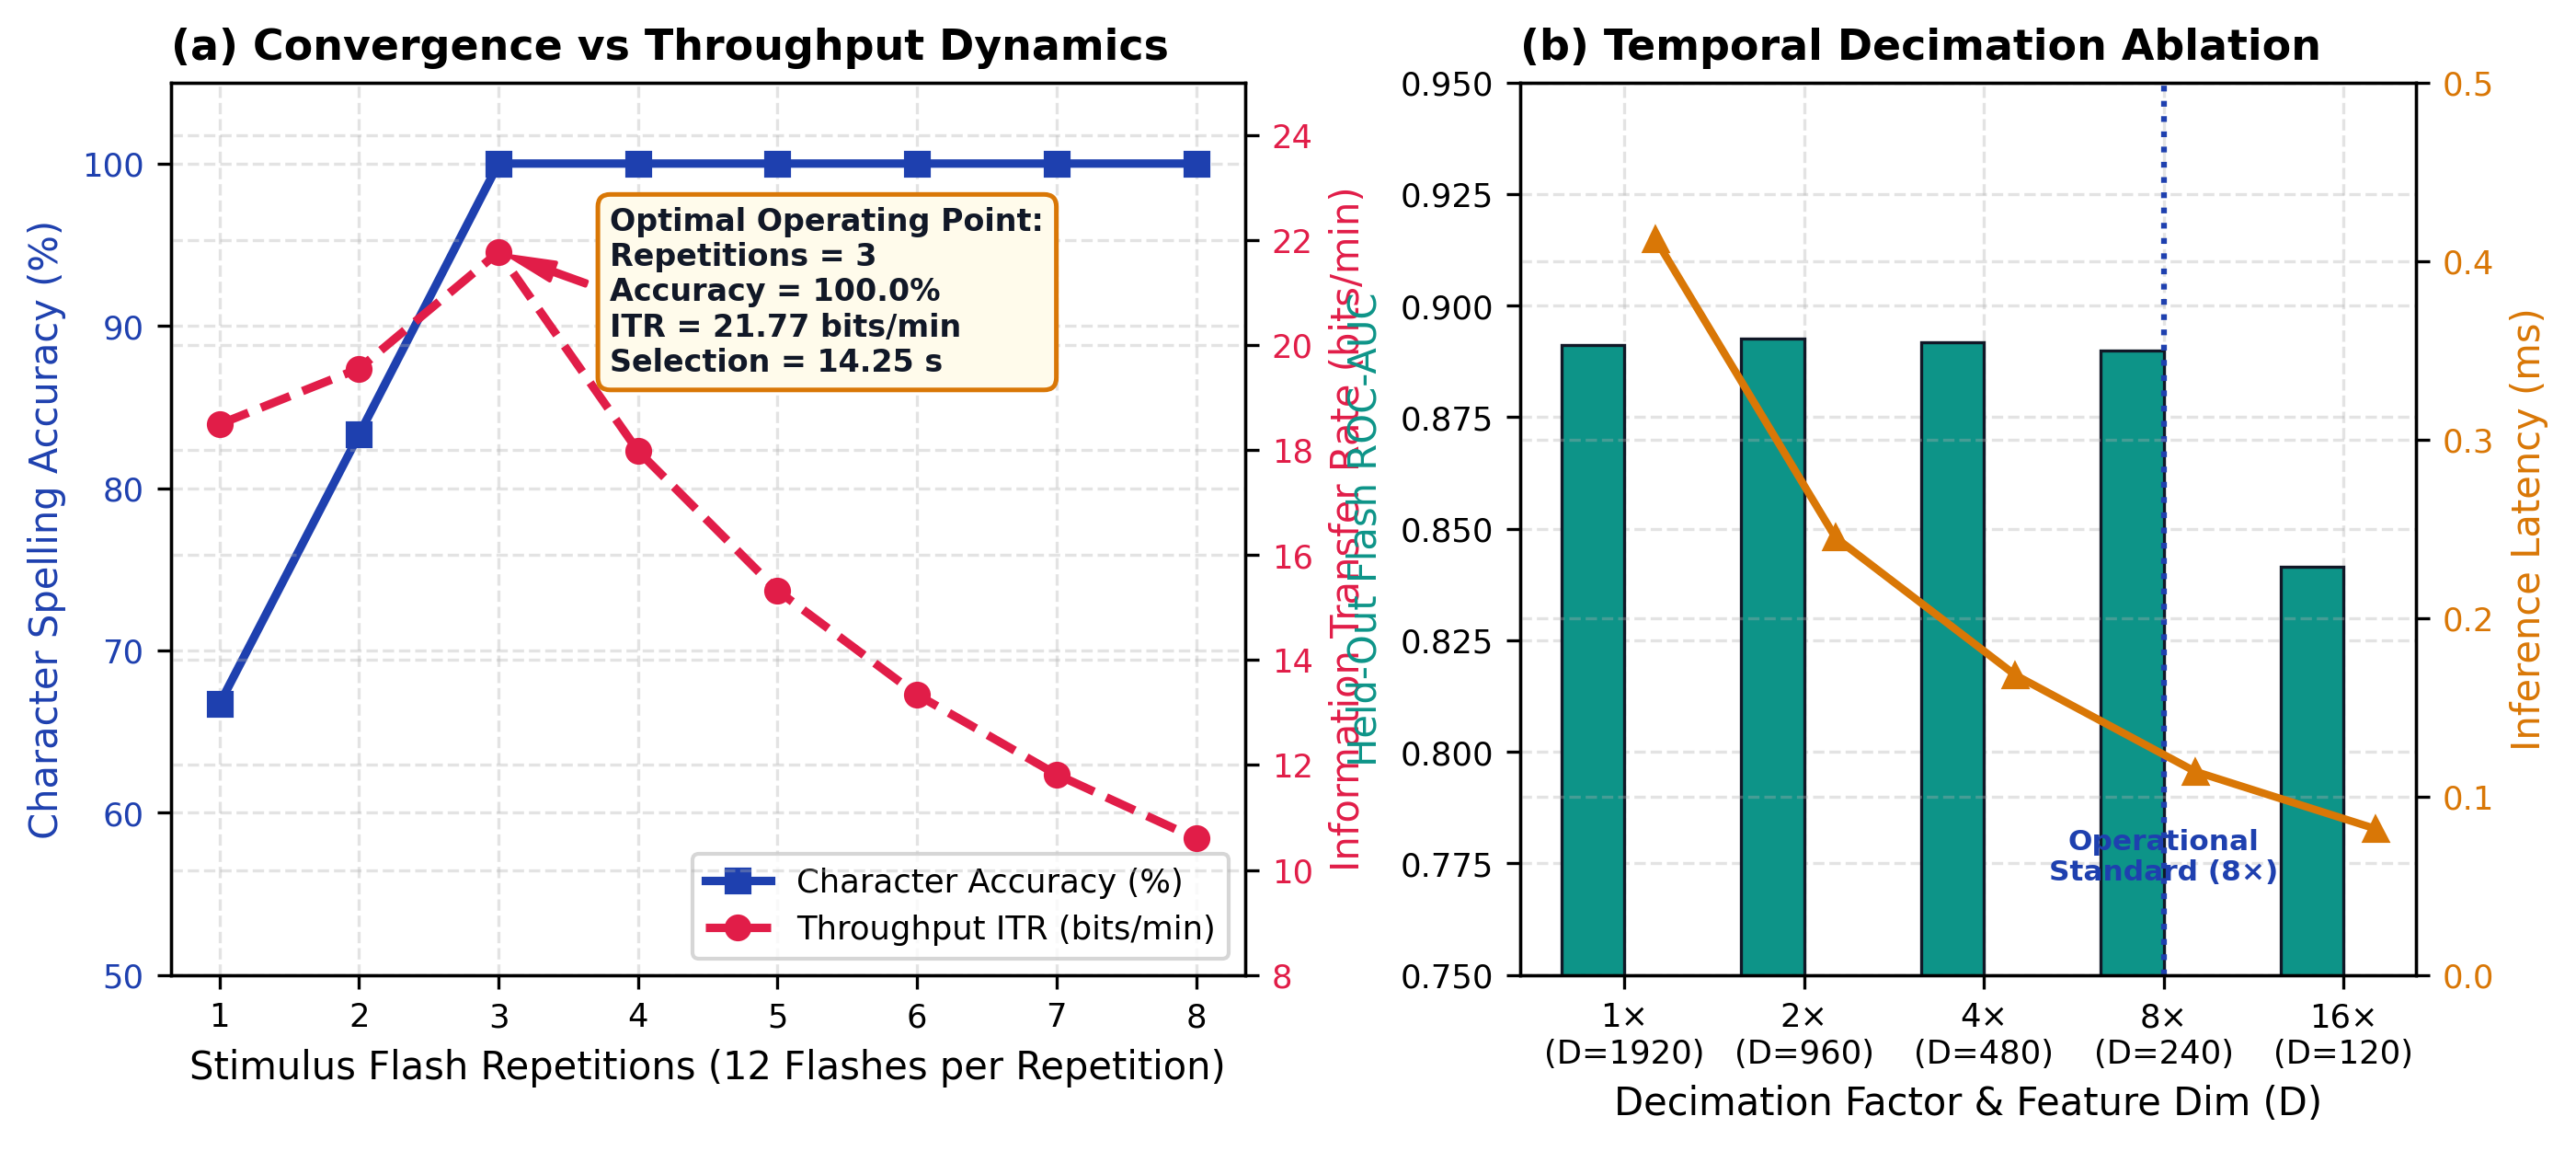 (a) Convergence vs Throughput Dynamics
Character Spelling Accuracy (%)
100
90
80
70
60
50
Optimal Operating Point:
Repetitions = 3
Accuracy = 100.0%
ITR = 21.77 bits/min
Selection = 14.25 s
Character Accuracy (%)
Throughput ITR (bits/min)
24
22
20
18
16
14
12
10
8
Information Transfer Rate (bits/min)
1 2 3 4 5 6 7 8
Stimulus Flash Repetitions (12 Flashes per Repetition)
(b) Temporal Decimation Ablation
Held-Out Flash ROC-AUC
0.950
0.925
0.900
0.875
0.850
0.825
0.800
0.775
0.750
Operational
Standard (8×)
0.5
0.4
0.3
0.2
0.1
0.0
Inference Latency (ms)
1× 2× 4× 8× 16×
(D=1920) (D=960) (D=480) (D=240) (D=120)
Decimation Factor & Feature Dim (D)